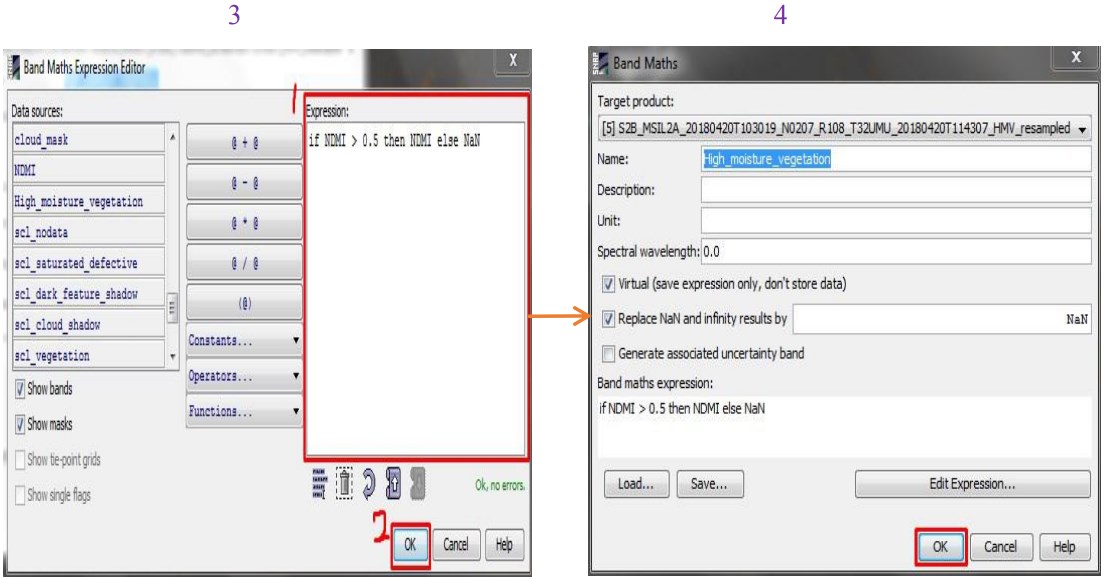 3
4
Band Maths Expression Editor
X
1
Data sources:
cloud_mask
NDMI
High_moisture_vegetation
scl_nodata
scl_saturated_defective
scl_dark_feature_shadow
scl_cloud_shadow
scl_vegetation
Show bands
Show masks
Show tie-point grids
Show single flags
@ + @
@ - @
@ * @
@ / @
(@)
Constants...
Operators...
Functions...
Expression:
if NDMI > 0.5 then NDMI else NaN
Ok, no errors.
2
OK Cancel Help
Band Maths
X
Target product:
[5] S2B_MSIL2A_20180420T103019_N0207_R108_T32UMU_20180420T114307_HMV_resampled
Name: High_moisture_vegetation
Description:
Unit:
Spectral wavelength: 0.0
Virtual (save expression only, don't store data)
Replace NaN and infinity results by NaN
Generate associated uncertainty band
Band maths expression:
if NDMI > 0.5 then NDMI else NaN
Load... Save... Edit Expression...
OK Cancel Help